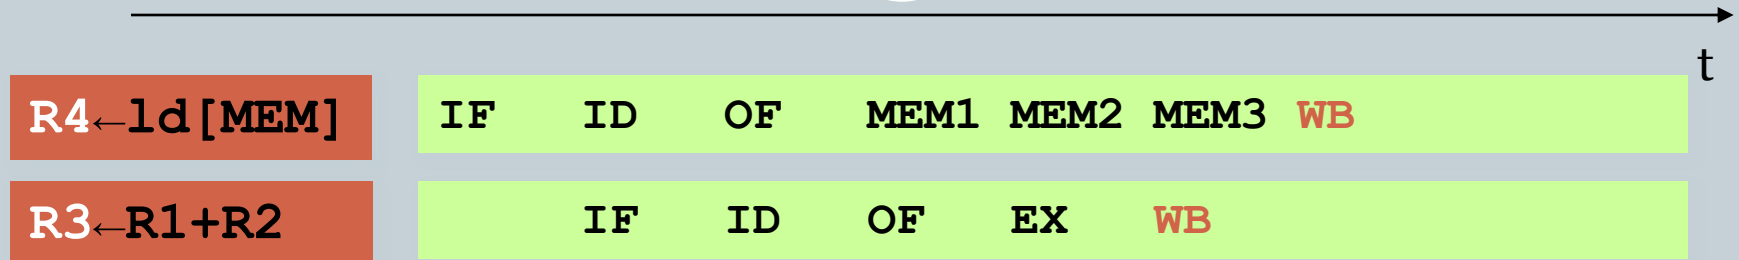 t
R4←ld[MEM] IF ID OF MEM1 MEM2 MEM3 WB
R3←R1+R2 IF ID OF EX WB